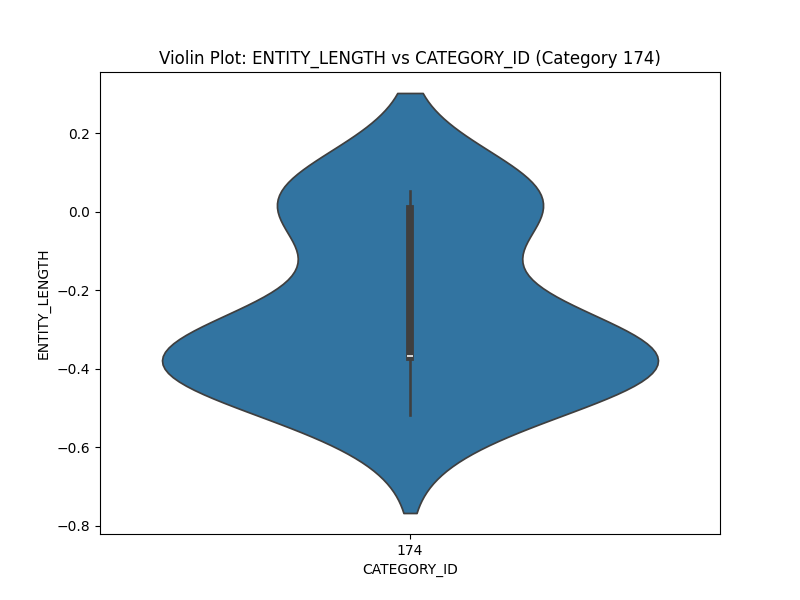 Violin Plot: ENTITY_LENGTH vs CATEGORY_ID (Category 174)
0.2
0.0
−0.2
−0.4
−0.6
−0.8
ENTITY_LENGTH
174
CATEGORY_ID